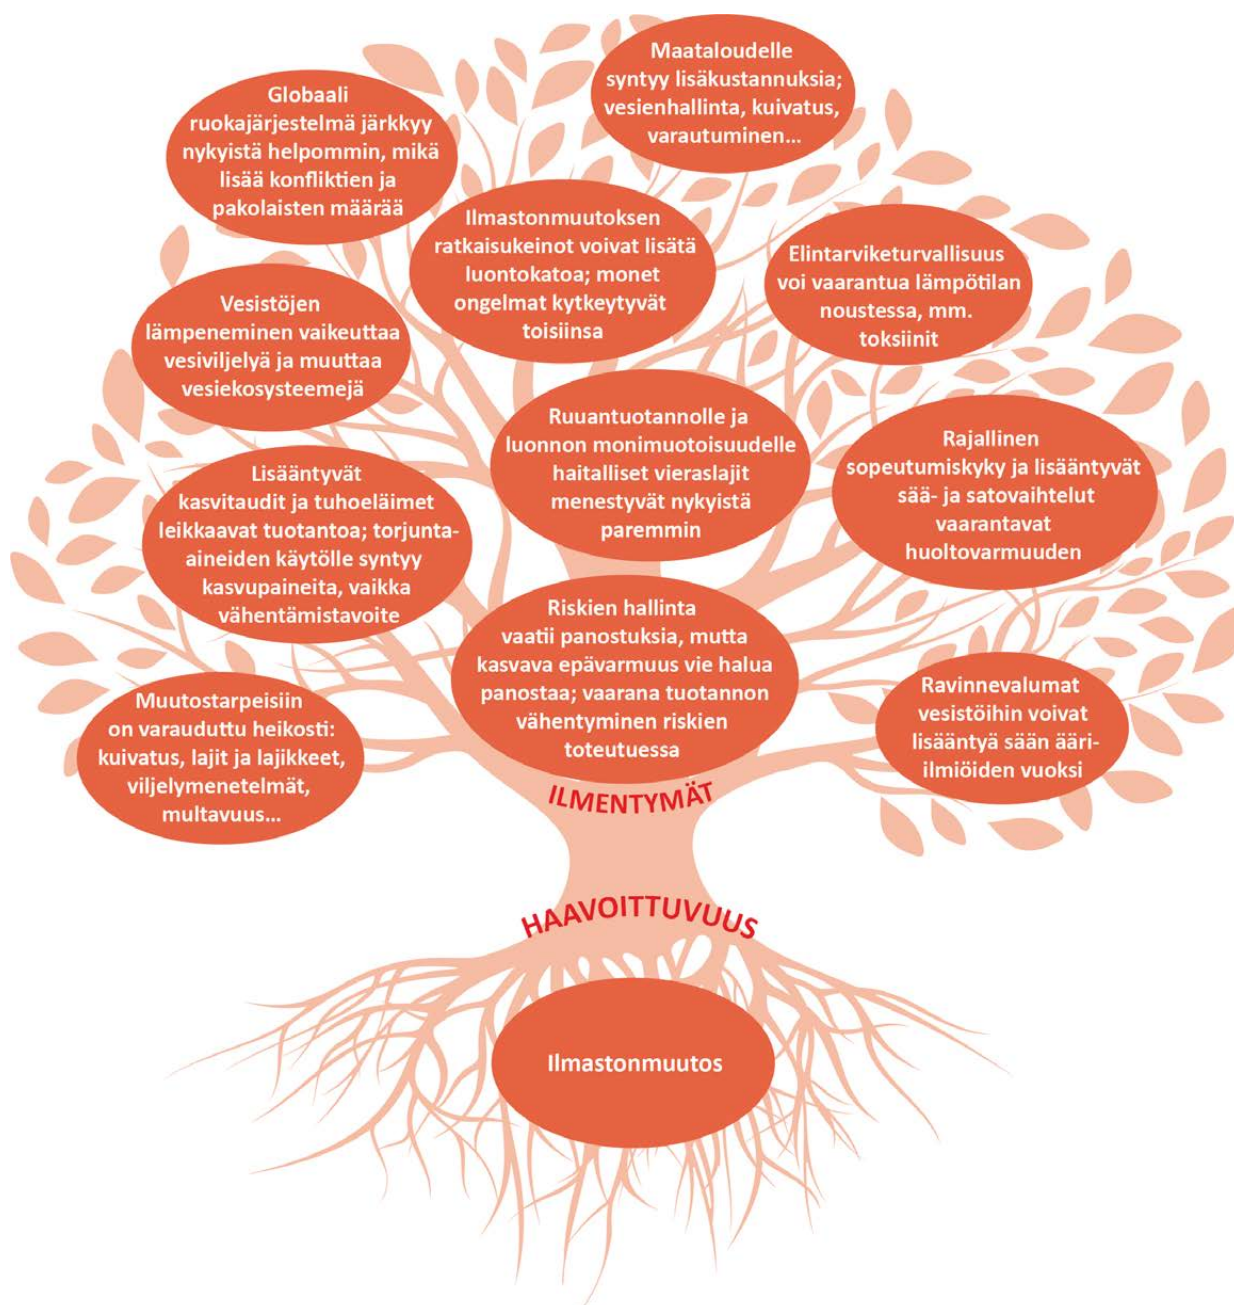 Maataloudelle
syntyy lisäkustannuksia;
vesienhallinta, kuivatus,
varautuminen...
Globaali
ruokajärjestelmä järkkyy
nykyistä helpommin, mikä
lisää konfliktien ja
pakolaisten määrää
Ilmastonmuutoksen
ratkaisukeinot voivat lisätä
luontokatoa; monet
ongelmat kytkeytyvät
toisiinsa
Elintarviketurvallisuus
voi vaarantua lämpötilan
noustessa, mm.
toksiinit
Vesistöjen
lämpeneminen vaikeuttaa
vesiviljelyä ja muuttaa
vesiekosysteemejä
Ruuantuotannolle ja
luonnon monimuotoisuudelle
haitalliset vieraslajit
menestyvät nykyistä
paremmin
Rajallinen
sopeutumiskyky ja lisääntyvät
sää- ja satovaihtelut
vaarantavat
huoltovarmuuden
Lisääntyvät
kasvitaudit ja tuhoeläimet
leikkaavat tuotantoa; torjunta-
aineiden käytölle syntyy
kasvupaineita, vaikka
vähentämistavoite
Riskien hallinta
vaatii panostuksia, mutta
kasvava epävarmuus vie halua
panostaa; vaarana tuotannon
vähentyminen riskien
toteutuessa
Muutostarpeisiin
on varauduttu heikosti:
kuivatus, lajit ja lajikkeet,
viljelymenetelmät,
multavuus...
Ravinnevalumat
vesistöihin voivat
lisääntyä sään ääri-
ilmiöiden vuoksi
ILMENTYMÄT
HAAVOITTUVUUS
Ilmastonmuutos